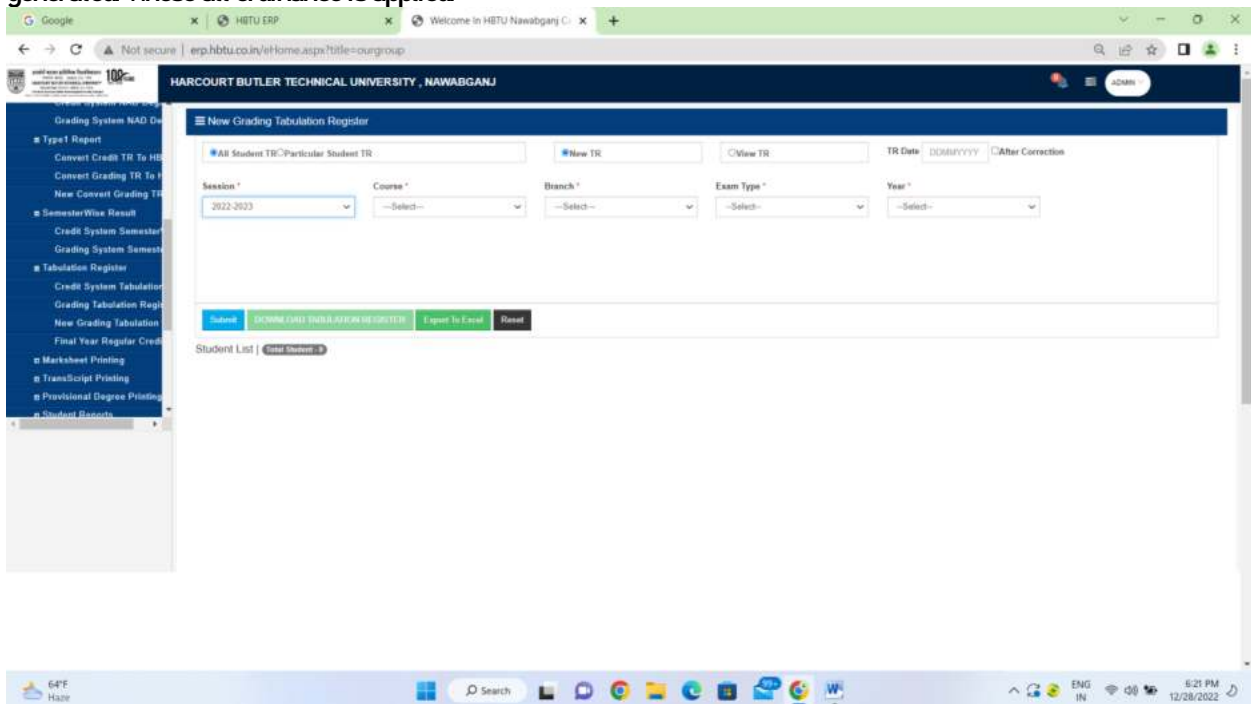 Google
HBTU ERP
Welcome In HBTU Nawabganj C
Not secure | erp.hbtu.co.in/eHome.aspx?title=ourgroup
100
HARCOURT BUTLER TECHNICAL UNIVERSITY , NAWABGANJ
ADMIN
Grading System NAD De
Type1 Report
Convert Credit TR To HB
Convert Grading TR To H
New Convert Grading TR
SemesterWise Result
Credit System Semester
Grading System Semest
Tabulation Register
Credit System Tabulation
Grading Tabulation Regi
New Grading Tabulation
Final Year Regular Credi
Marksheet Printing
TransScript Printing
Provisional Degree Printing
Student Reports
New Grading Tabulation Register
All Student TR Particular Student TR
New TR
View TR
TR Date DDMMYYYY After Correction
Session * Course * Branch * Exam Type * Year *
2022-2023 --Select-- --Select-- --Select-- --Select--
Submit DOWNLOAD TABULATION REGISTER Export To Excel Reset
Student List | Total Student - 0
64°F
Haze
Search
99+
ENG
IN
6:21 PM
12/28/2022